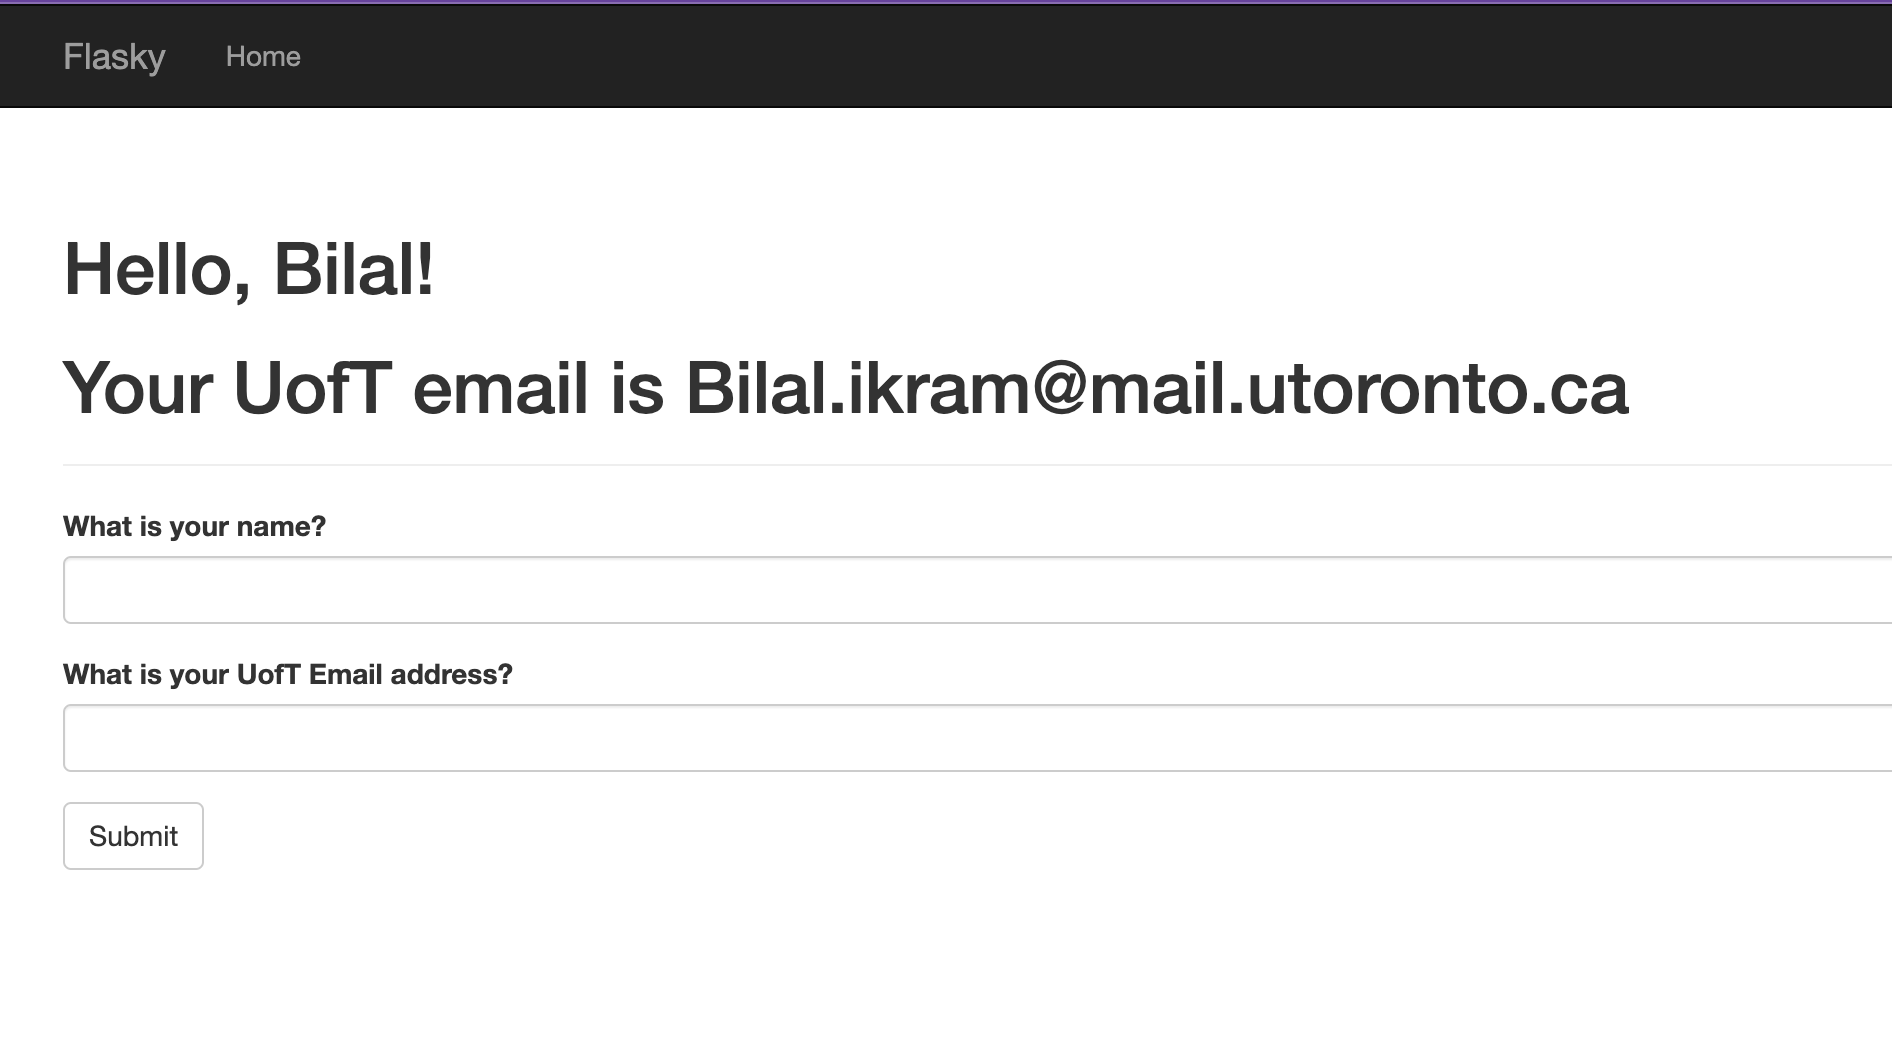 Flasky Home
Hello, Bilal!
Your UofT email is Bilal.ikram@mail.utoronto.ca
What is your name?
What is your UofT Email address?
Submit